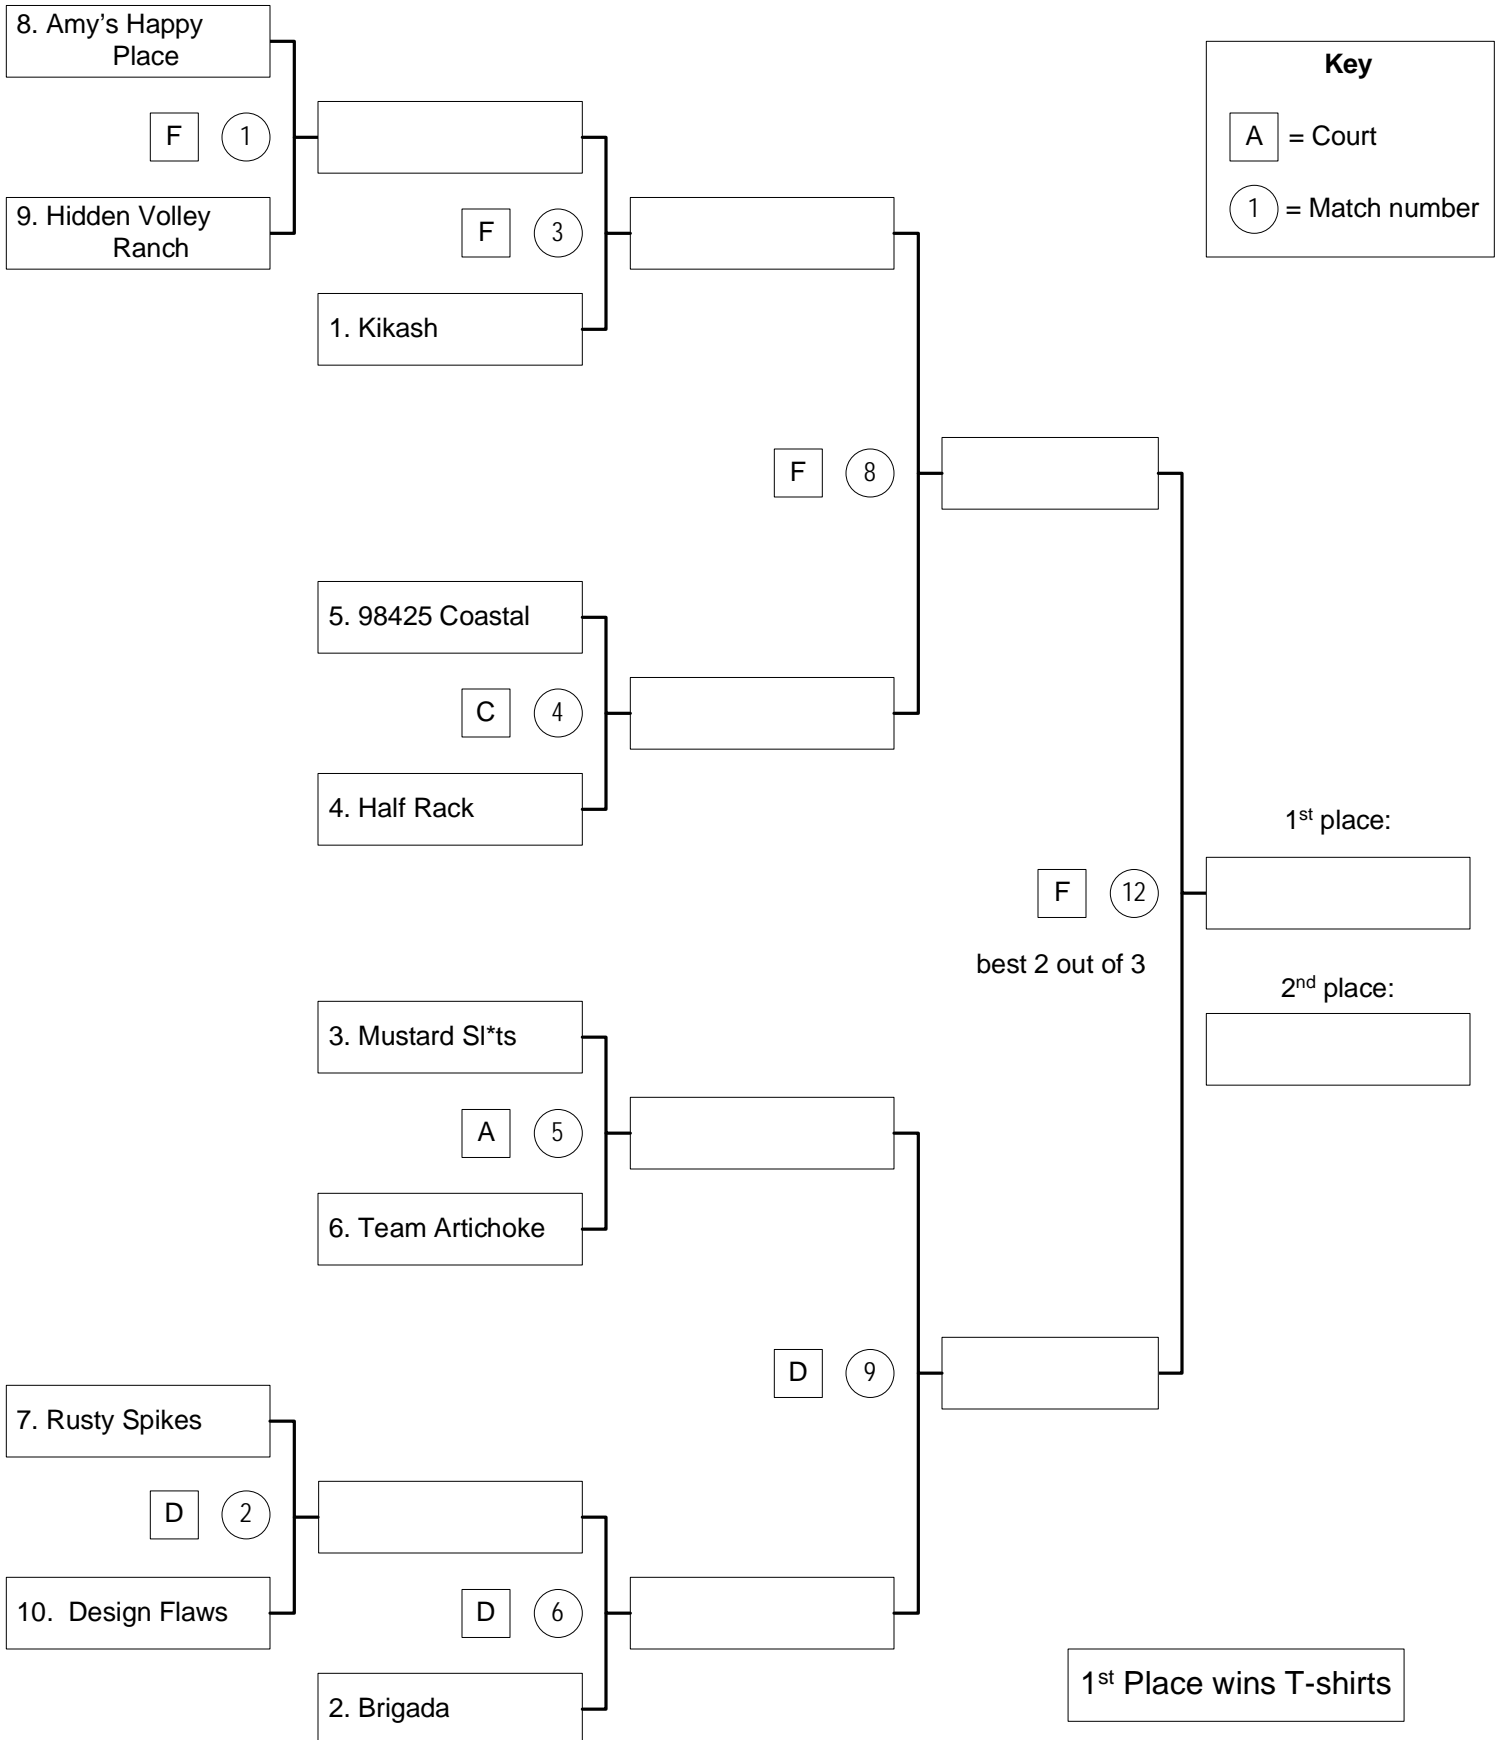 8. Amy's Happy
Place
F 1
9. Hidden Volley
Ranch
F 3
1. Kikash
F 8
5. 98425 Coastal
C 4
4. Half Rack
F 12
best 2 out of 3
3. Mustard Sl*ts
A 5
6. Team Artichoke
D 9
7. Rusty Spikes
D 2
10. Design Flaws
D 6
2. Brigada
Key
A = Court
1 = Match number
1st place:
2nd place:
1st Place wins T-shirts